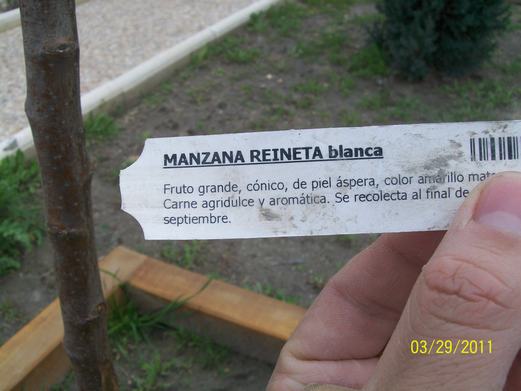 MANZANA REINETA blanca
Fruto grande, cónico, de piel áspera, color amarillo
Carne agridulce y aromática. Se recolecta al final de
septiembre.
03/29/2011